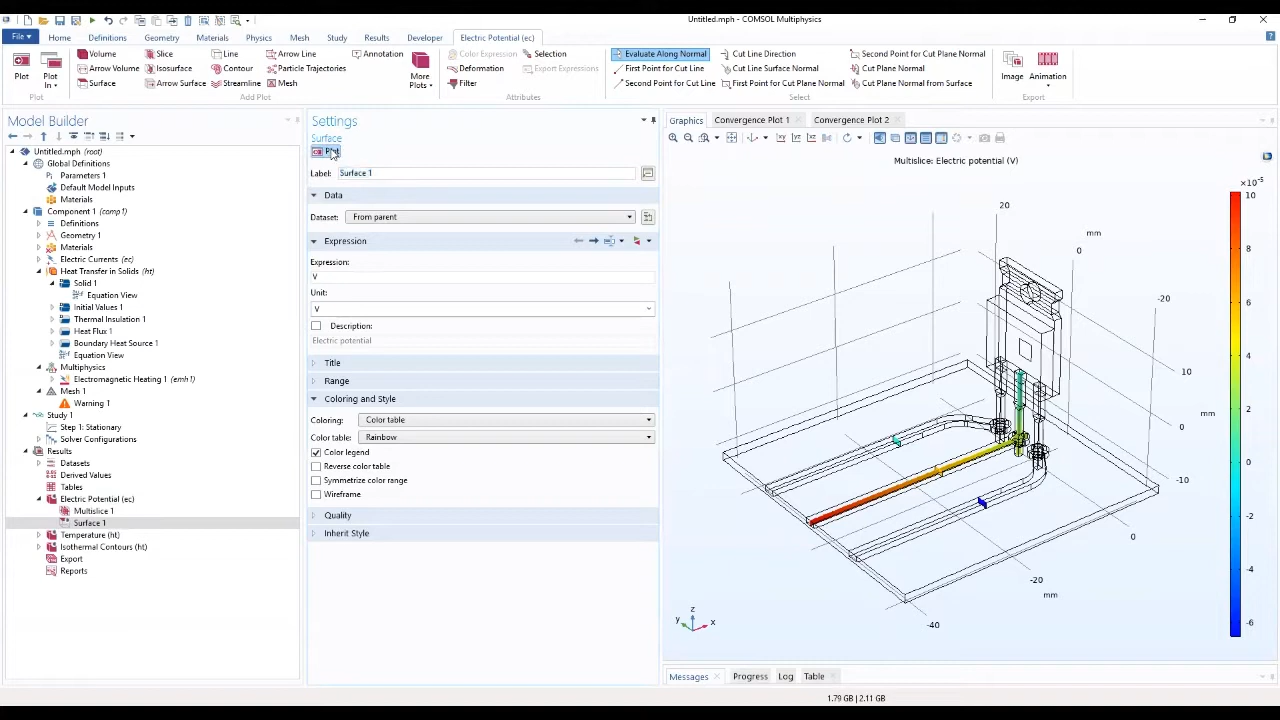 Untitled.mph - COMSOL Multiphysics
File
Home
Definitions
Geometry
Materials
Physics
Mesh
Study
Results
Developer
Electric Potential (ec)
Plot
Plot In
Plot
Volume
Arrow Volume
Surface
Slice
Isosurface
Arrow Surface
Line
Contour
Streamline
Arrow Line
Particle Trajectories
Mesh
Annotation
More Plots
Add Plot
Color Expression
Deformation
Filter
Selection
Export Expressions
Attributes
Evaluate Along Normal
First Point for Cut Line
Second Point for Cut Line
Cut Line Direction
Cut Line Surface Normal
First Point for Cut Plane Normal
Second Point for Cut Plane Normal
Cut Plane Normal
Cut Plane Normal from Surface
Select
Image
Animation
Export
Model Builder
Untitled.mph (root)
Global Definitions
Parameters 1
Default Model Inputs
Materials
Component 1 (comp1)
Definitions
Geometry 1
Materials
Electric Currents (ec)
Heat Transfer in Solids (ht)
Solid 1
Equation View
Initial Values 1
Thermal Insulation 1
Heat Flux 1
Boundary Heat Source 1
Equation View
Multiphysics
Electromagnetic Heating 1 (emh1)
Mesh 1
Warning 1
Study 1
Step 1: Stationary
Solver Configurations
Results
Datasets
Derived Values
Tables
Electric Potential (ec)
Multislice 1
Surface 1
Temperature (ht)
Isothermal Contours (ht)
Export
Reports
Settings
Surface
Plot
Label: Surface 1
Data
Dataset: From parent
Expression
Expression:
V
Unit:
V
Description:
Electric potential
Title
Range
Coloring and Style
Coloring: Color table
Color table: Rainbow
Color legend
Reverse color table
Symmetrize color range
Wireframe
Quality
Inherit Style
Graphics
Convergence Plot 1
Convergence Plot 2
Multislice: Electric potential (V)
×10⁻⁵
10
8
6
4
2
0
-2
-4
-6
20
mm
0
-20
10
mm
0
-10
0
-20
mm
-40
z
y
x
Messages
Progress
Log
Table
1.79 GB | 2.11 GB